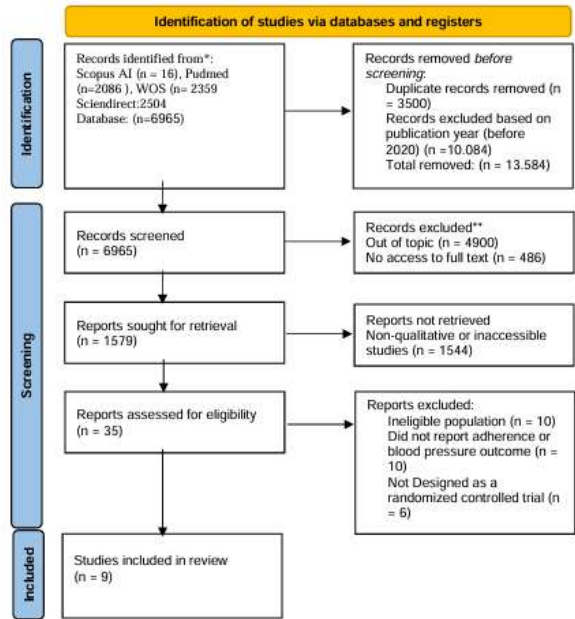 Identification of studies via databases and registers
Identification
Records identified from*:
Scopus AI (n = 16), Pudmed
(n=2086 ), WOS (n= 2359
Sciendirect:2504
Database: (n=6965)
Records removed before
screening:
Duplicate records removed (n
= 3500)
Records excluded based on
publication year (before
2020) (n =10.084)
Total removed: (n = 13.584)
Screening
Records screened
(n = 6965)
Records excluded**
Out of topic (n = 4900)
No access to full text (n = 486)
Reports sought for retrieval
(n = 1579)
Reports not retrieved
Non-qualitative or inaccessible
studies (n = 1544)
Reports assessed for eligibility
(n = 35)
Reports excluded:
Ineligible population (n = 10)
Did not report adherence or
blood pressure outcome (n =
10)
Not Designed as a
randomized controlled trial (n
= 6)
Included
Studies included in review
(n = 9)